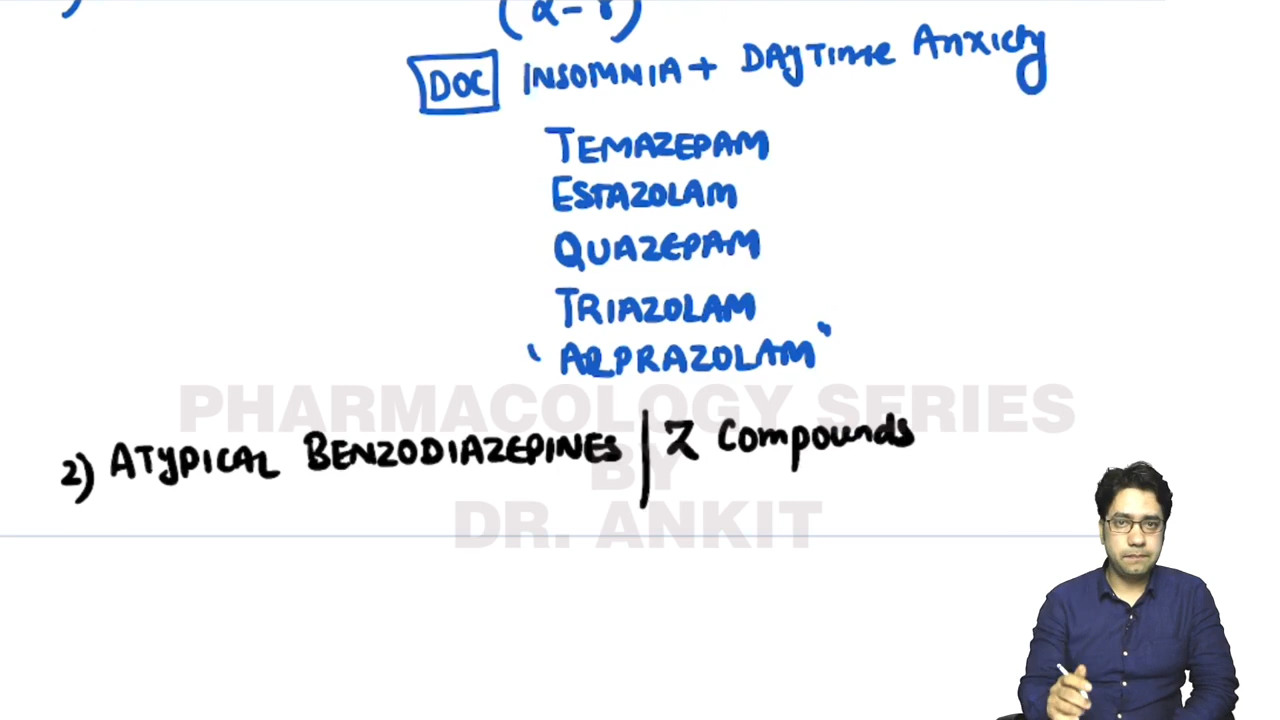 (α-γ)
DOC INSOMNIA + DAYTIME Anxiety
TEMAZEPAM
ESTAZOLAM
QUAZEPAM
TRIAZOLAM
" ALPRAZOLAM "
PHARMACOLOGY SERIES
2) ATYPICAL BENZODIAZEPINES | Z Compounds
BY
DR. ANKIT